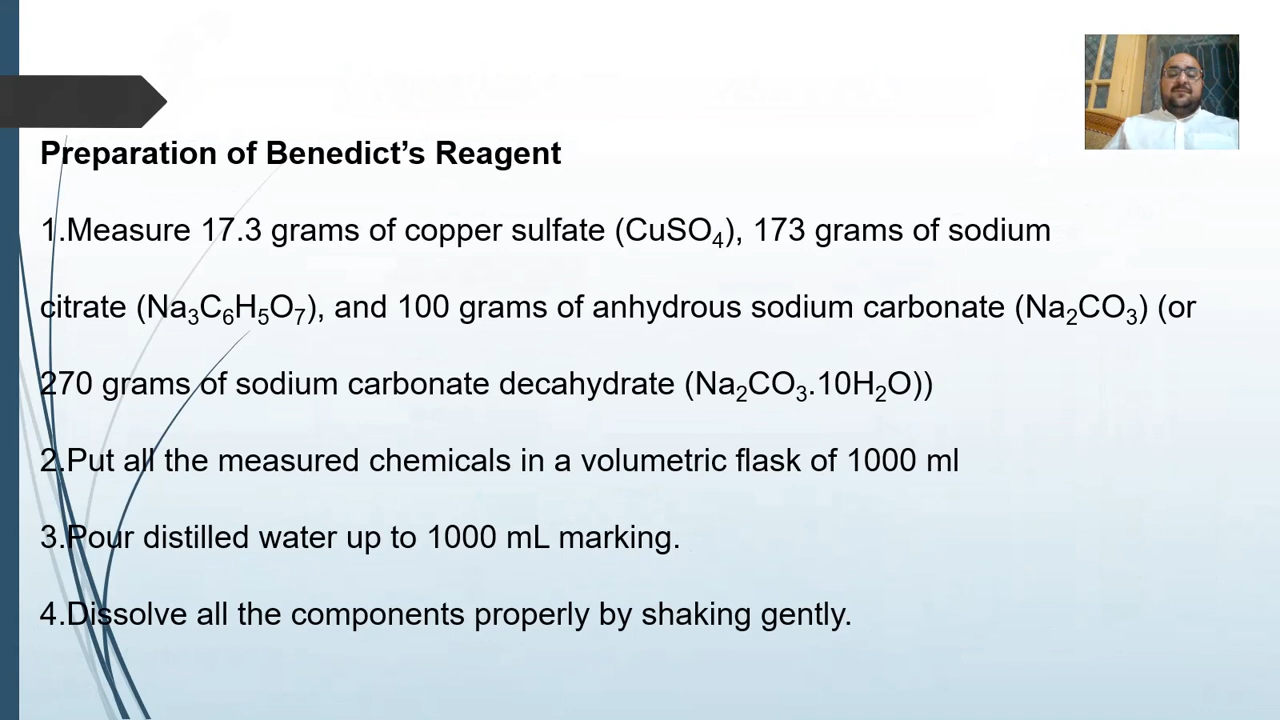 Preparation of Benedict’s Reagent
1.Measure 17.3 grams of copper sulfate (CuSO₄), 173 grams of sodium
citrate (Na₃C₆H₅O₇), and 100 grams of anhydrous sodium carbonate (Na₂CO₃) (or
270 grams of sodium carbonate decahydrate (Na₂CO₃.10H₂O))
2.Put all the measured chemicals in a volumetric flask of 1000 ml
3.Pour distilled water up to 1000 mL marking.
4.Dissolve all the components properly by shaking gently.